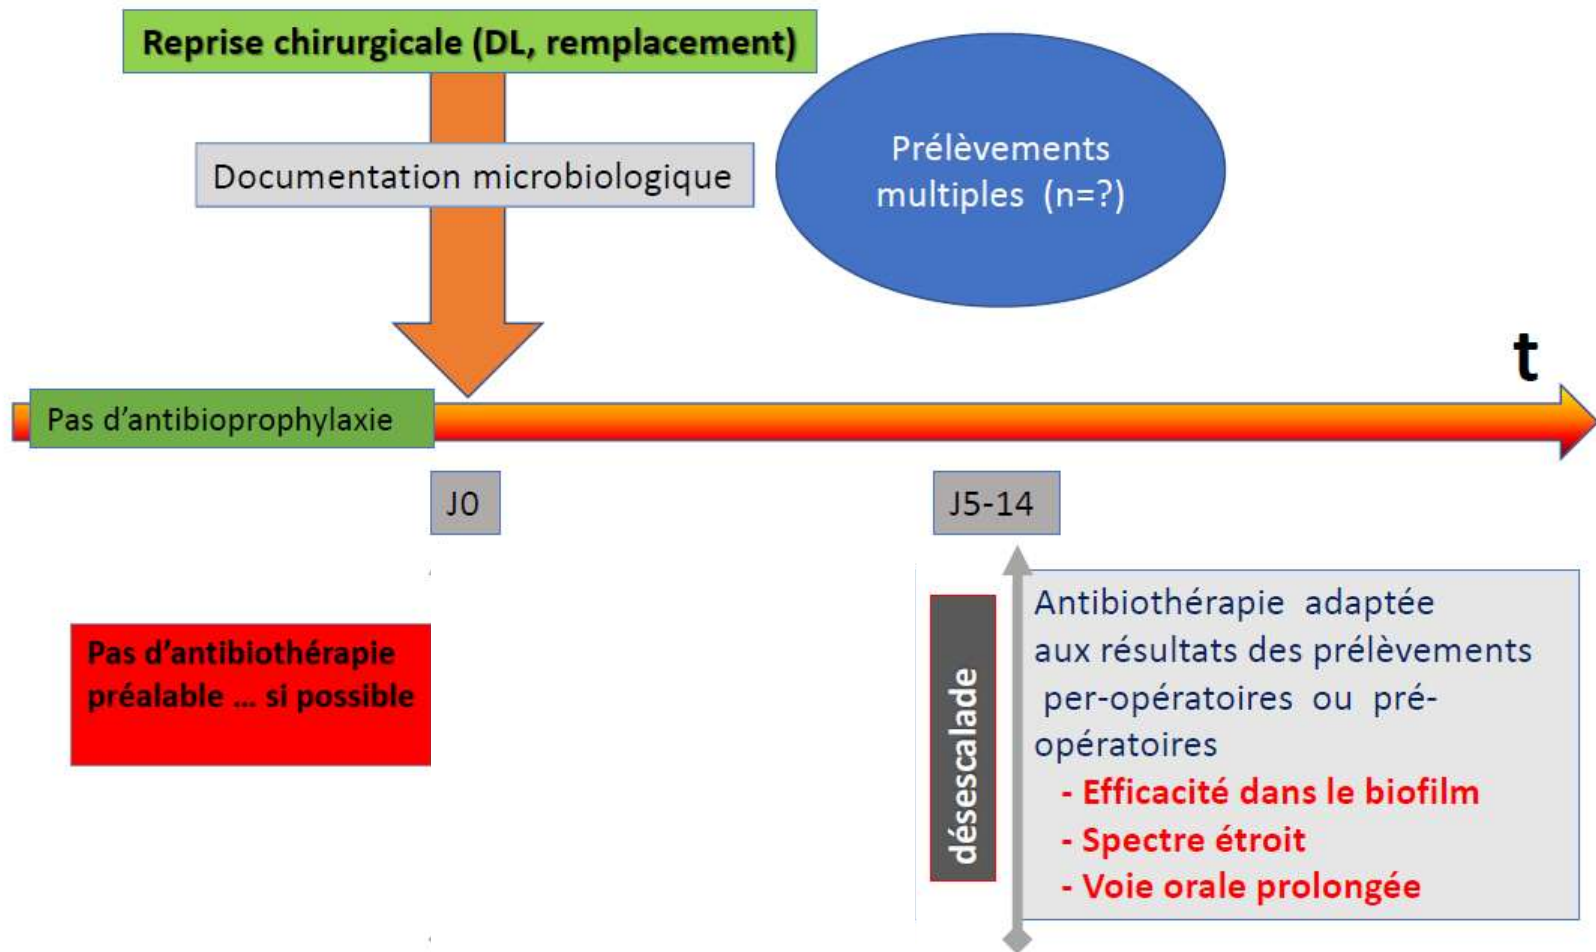 Reprise chirurgicale (DL, remplacement)
Documentation microbiologique
Prélèvements
multiples (n=?)
t
Pas d'antibioprophylaxie
J0
J5-14
Pas d'antibiothérapie
préalable ... si possible
désescalade
Antibiothérapie adaptée
aux résultats des prélèvements
per-opératoires ou pré-
opératoires
- Efficacité dans le biofilm
- Spectre étroit
- Voie orale prolongée